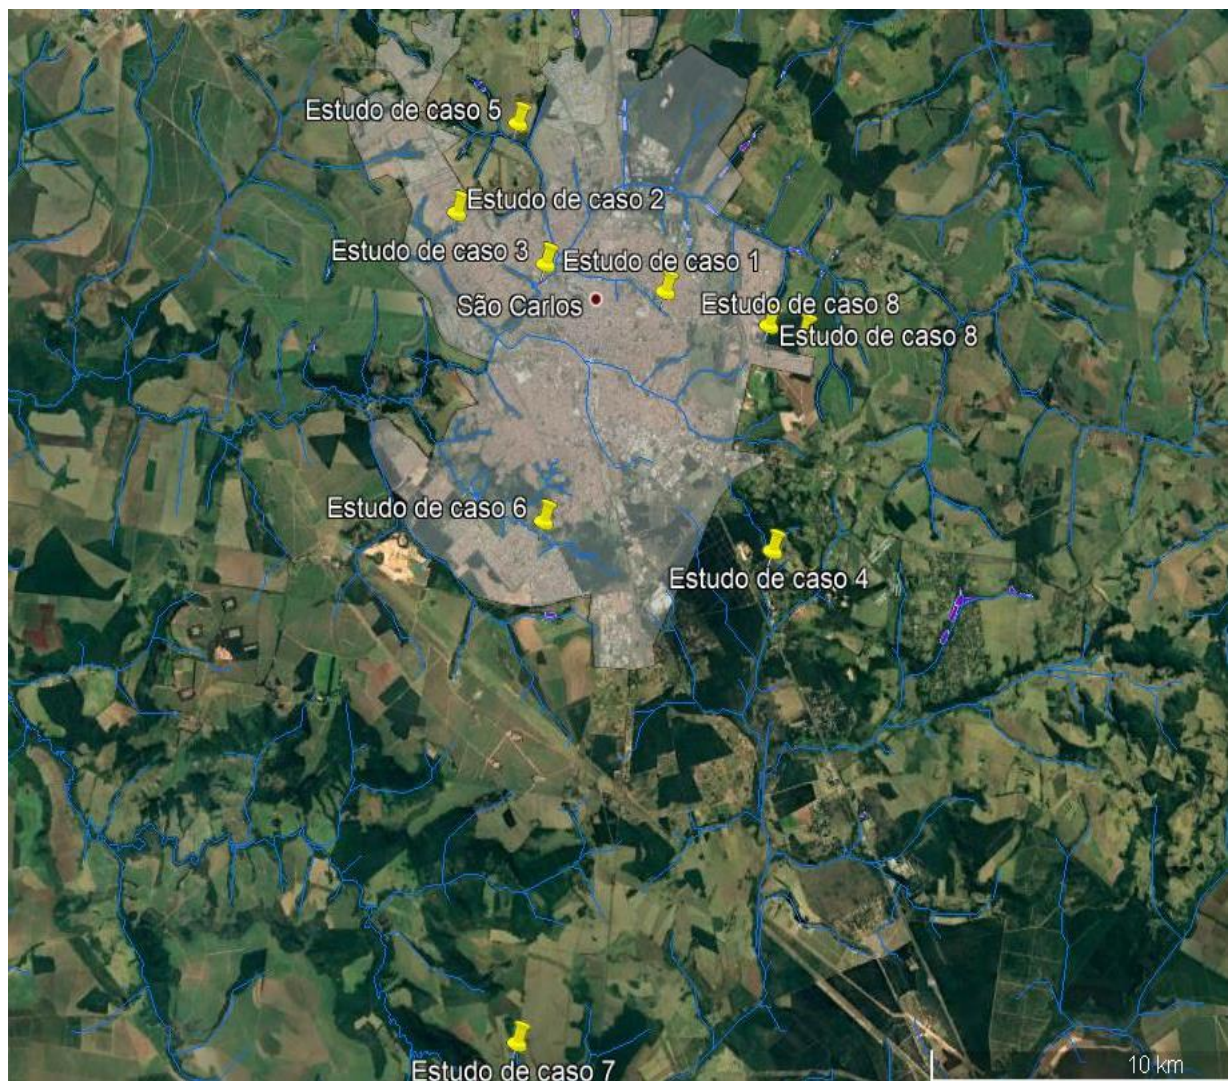 Estudo de caso 5
Estudo de caso 2
Estudo de caso 3
Estudo de caso 1
São Carlos
Estudo de caso 8
Estudo de caso 8
Estudo de caso 6
Estudo de caso 4
Estudo de caso 7
10 km